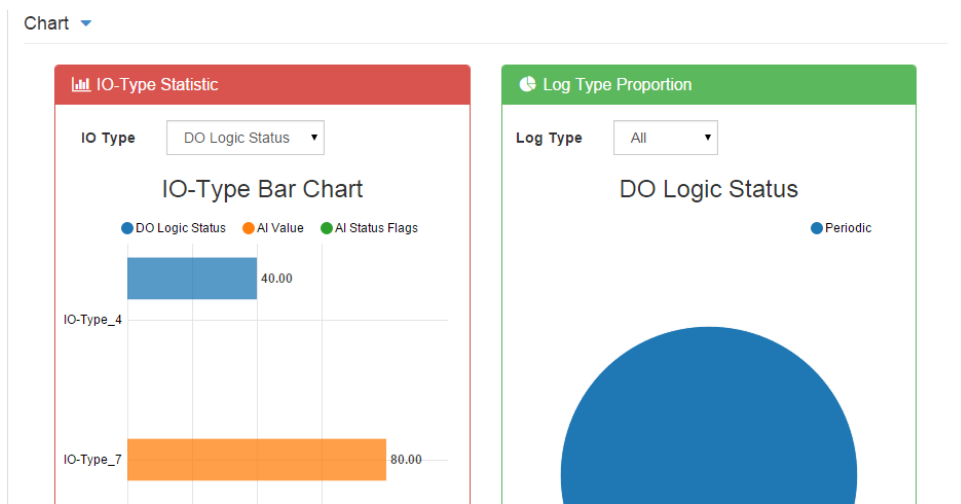 Chart
IO-Type Statistic
IO Type
DO Logic Status
IO-Type Bar Chart
DO Logic Status AI Value AI Status Flags
40.00
IO-Type_4
IO-Type_7
80.00
Log Type Proportion
Log Type
All
DO Logic Status
Periodic